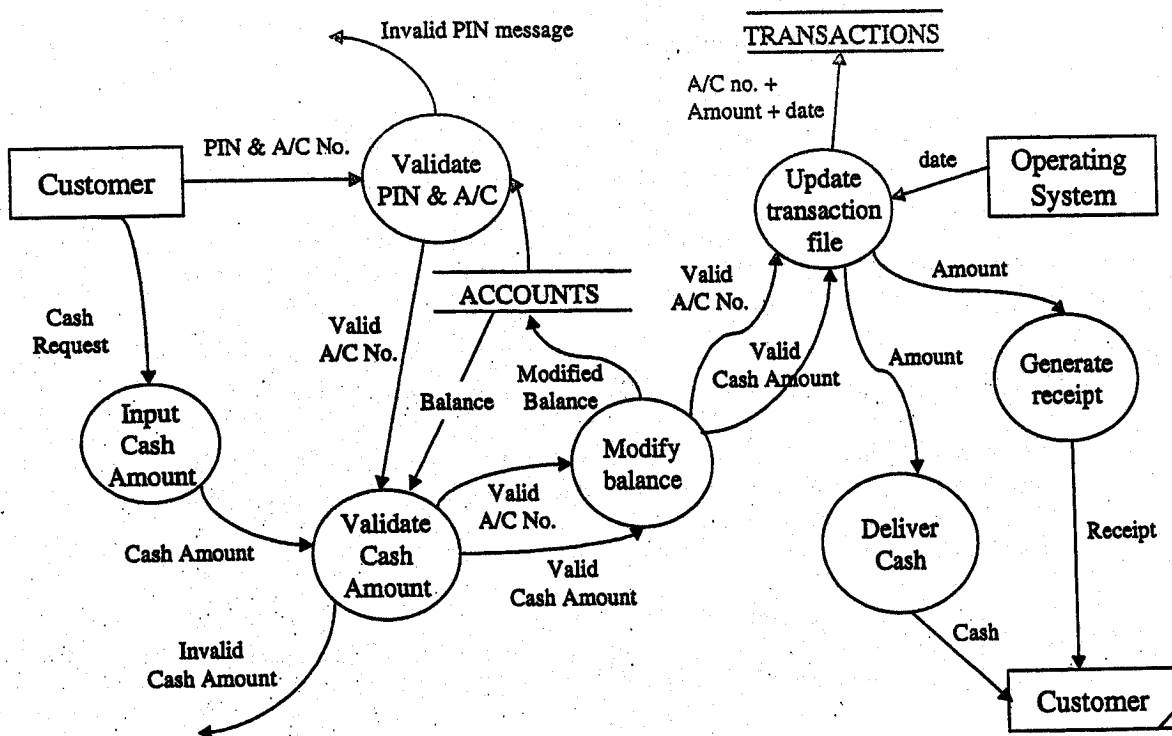 Invalid PIN message
TRANSACTIONS
A/C no. +
Amount + date
PIN & A/C No.
Customer
Validate
PIN & A/C
Update
transaction
file
date
Operating
System
ACCOUNTS
Cash
Request
Valid
A/C No.
Balance
Modified
Balance
Valid
A/C No.
Valid
Cash Amount
Amount
Amount
Generate
receipt
Input
Cash
Amount
Modify
balance
Valid
A/C No.
Cash Amount
Validate
Cash
Amount
Valid
Cash Amount
Deliver
Cash
Receipt
Invalid
Cash Amount
Cash
Customer